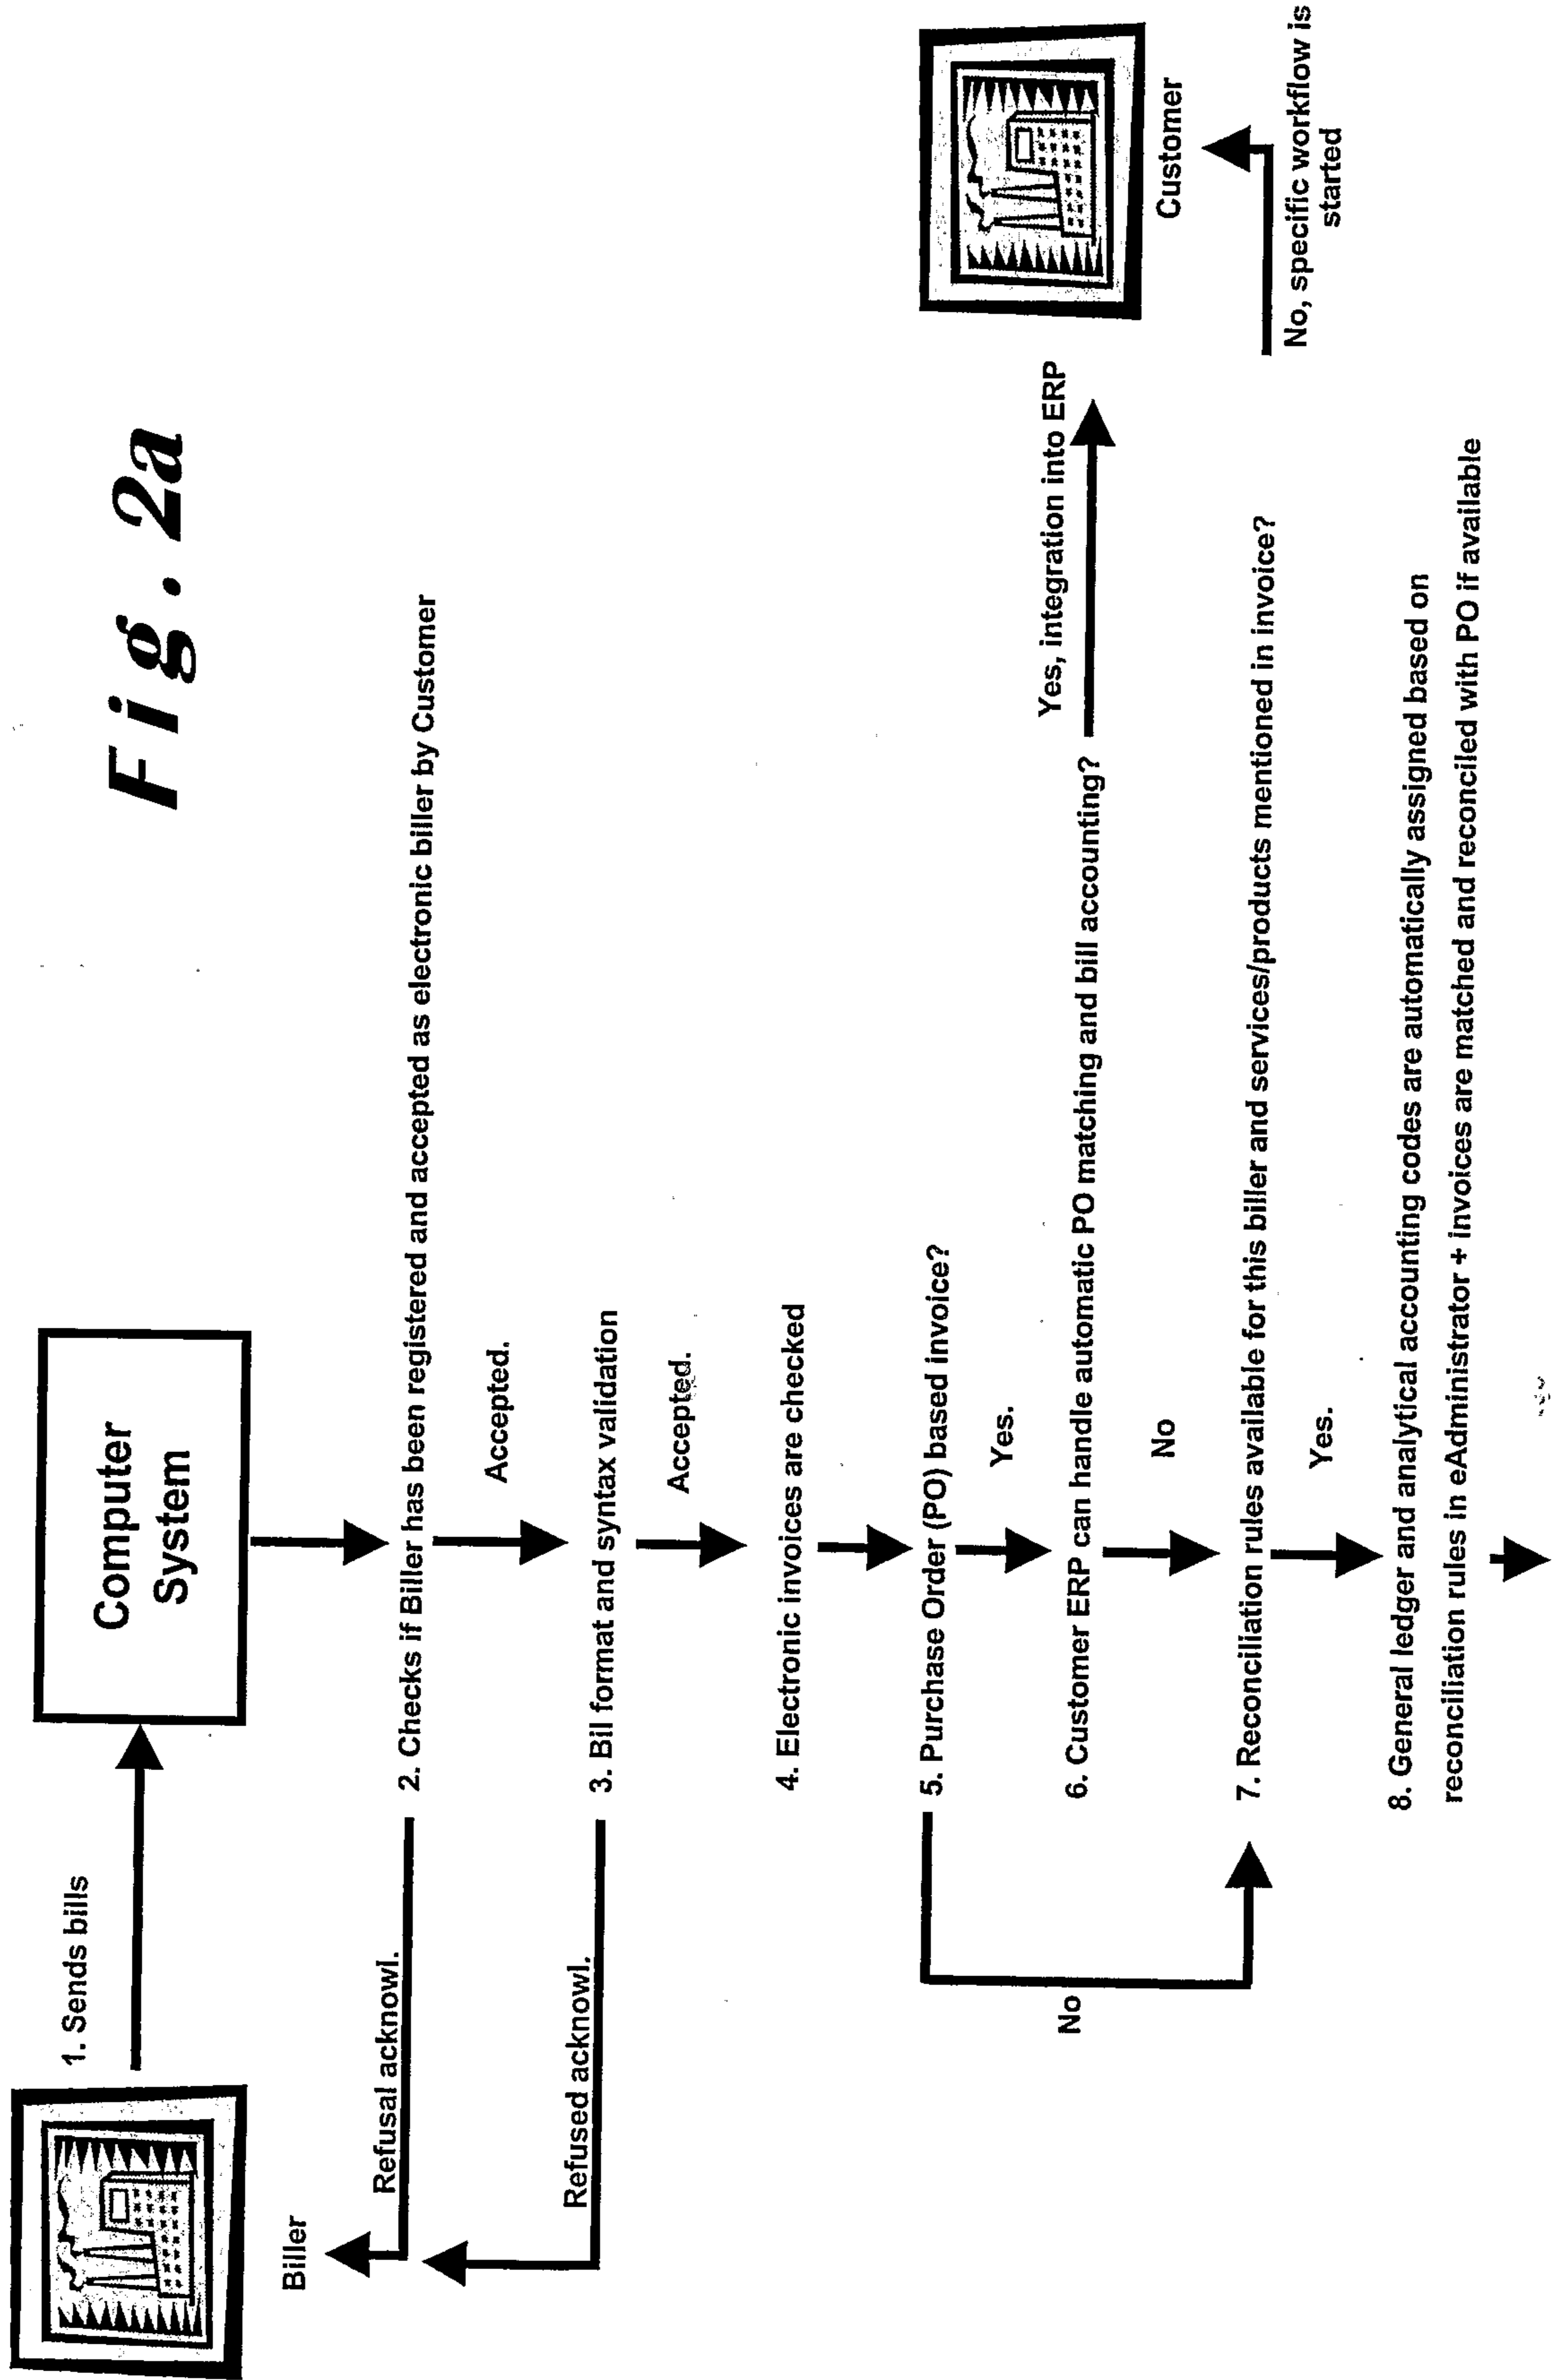 Fig. 2a
1. Sends bills
Computer
System
Biller
Refusal acknowl.
2. Checks if Biller has been registered and accepted as electronic biller by Customer
Accepted.
Refused acknowl.
3. Bil format and syntax validation
Accepted.
4. Electronic invoices are checked
5. Purchase Order (PO) based invoice?
Yes.
No
6. Customer ERP can handle automatic PO matching and bill accounting?
Yes, integration into ERP
Customer
No
7. Reconciliation rules available for this biller and services/products mentioned in invoice?
No, specific workflow is
started
Yes.
8. General ledger and analytical accounting codes are automatically assigned based on
reconciliation rules in eAdministrator + invoices are matched and reconciled with PO if available